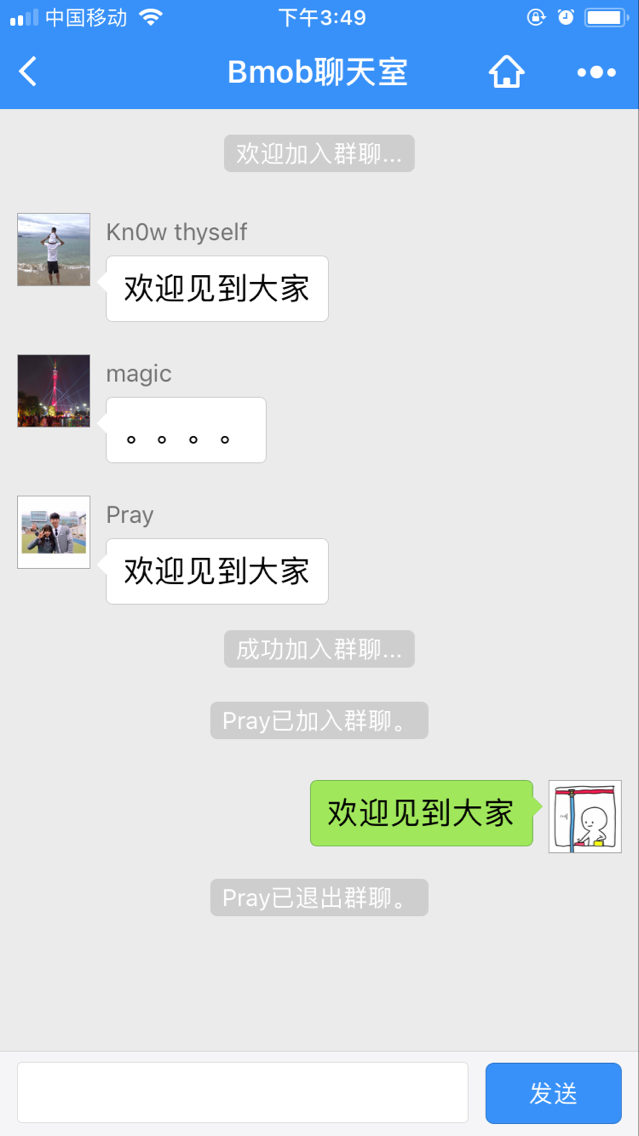 中国移动 下午3:49
Bmob聊天室
欢迎加入群聊...
Kn0w thyself
欢迎见到大家
magic
。。。。
Pray
欢迎见到大家
成功加入群聊...
Pray已加入群聊。
欢迎见到大家
Pray已退出群聊。
发送